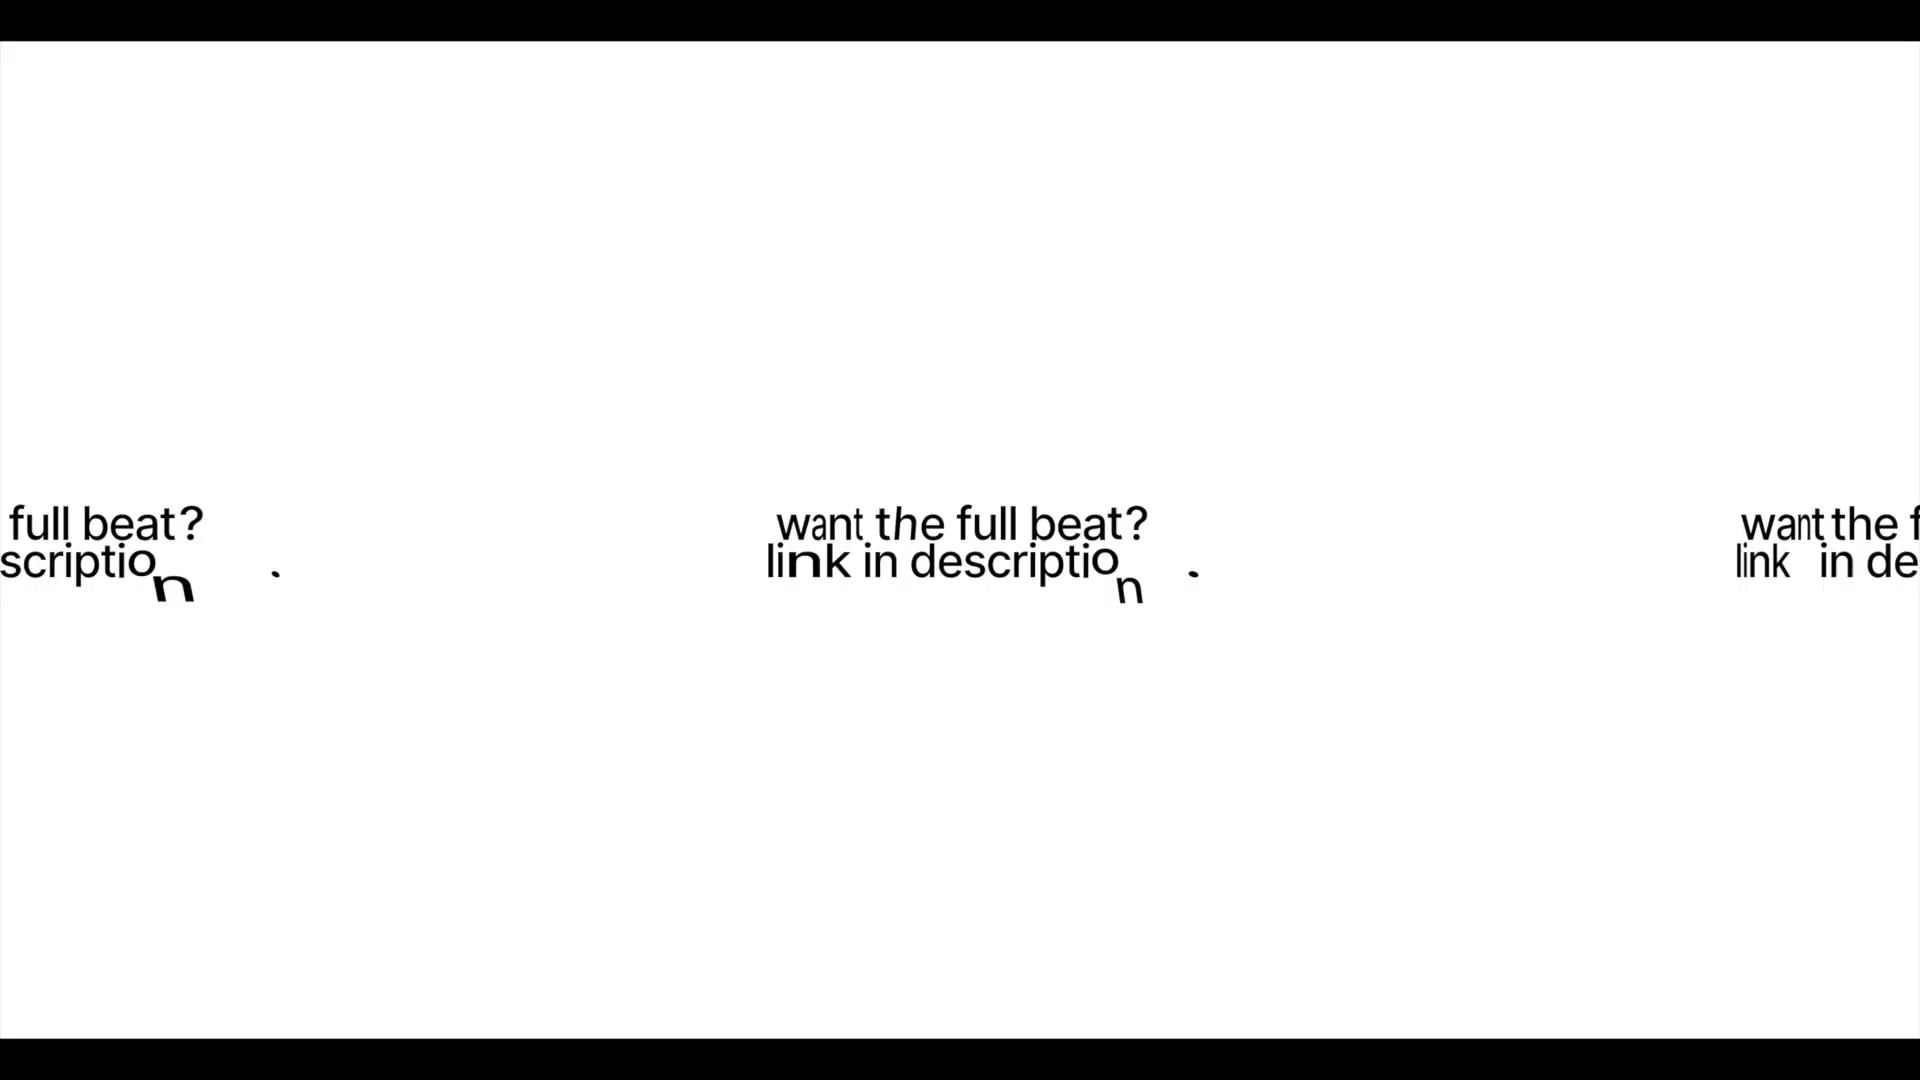 full beat?
scription.
want the full beat?
link in description.
want the f
link in de